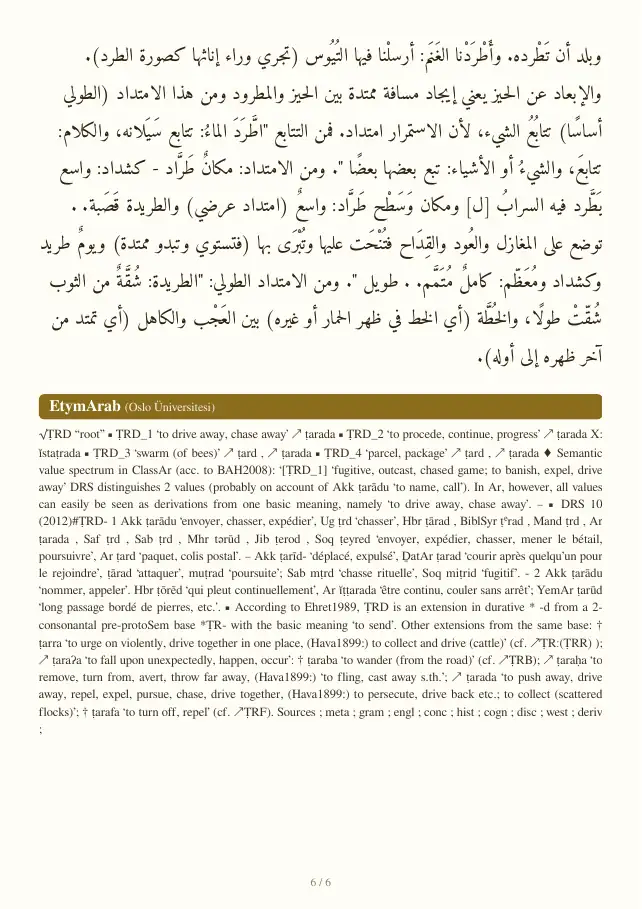 وبلد أن تَطْرده. وأَطْرَدْنا الغَنَم: أرسلْنا فيها التُيُوس (تجري وراء إناثها كصورة الطرد).
والإبعاد عن الحيز يعني إيجاد مسافة ممتدة بين الحيز والمطرود ومن هذا الامتداد (الطولي
أساسًا) تتابُعُ الشيء، لأن الاستمرار امتداد. فمن التتابع "اطَّرَدَ الماءُ: تتابع سَيَلانه، والكلام:
تتابعَ، والشيءُ أو الأشياء: تبع بعضها بعضًا ". ومن الامتداد: مكانٌ طَرَّاد - كشداد: واسع
يَطَّرد فيه السرابُ [ل] ومكان وَسَطْح طَرَّاد: واسعٌ (امتداد عرضي) والطريدة قَصَبة. .
توضع على المغازل والعُود والقِدَاح فتُنْحَت عليها وتُبْرَى بها (فتستوي وتبدو ممتدة) ويومٌ طريد
وكشداد ومُعَظّم: كاملٌ مُتَمَّم. . طويل ". ومن الامتداد الطولي: "الطريدة: شُقَّةٌ من الثوب
شُقّتْ طولًا، والخُطَّة (أي الخط في ظهر الحمار أو غيره) بين العَجْب والكاهل (أي تمتد من
آخر ظهره إلى أوله).
EtymArab (Oslo Üniversitesi)
√ṬRD “root” ▪ ṬRD_1 ‘to drive away, chase away’ ↗ ṭarada ▪ ṬRD_2 ‘to procede, continue, progress’ ↗ ṭarada X:
ĭstaṭrada ▪ ṬRD_3 ‘swarm (of bees)’ ↗ ṭard , ↗ ṭarada ▪ ṬRD_4 ‘parcel, package’ ↗ ṭard , ↗ ṭarada ♦ Semantic
value spectrum in ClassAr (acc. to BAH2008): ‘[ṬRD_1] ‘fugitive, outcast, chased game; to banish, expel, drive
away’ DRS distinguishes 2 values (probably on account of Akk ṭarādu ‘to name, call’). In Ar, however, all values
can easily be seen as derivations from one basic meaning, namely ‘to drive away, chase away’. – ▪ DRS 10
(2012)#ṬRD- 1 Akk ṭarādu ‘envoyer, chasser, expédier’, Ug ṭrd ‘chasser’, Hbr ṭārad , BiblSyr ṭᵊrad , Mand ṭrd , Ar
ṭarada , Saf ṭrd , Sab ṭrd , Mhr ṭərūd , Jib ṭerod , Soq ṭeyred ‘envoyer, expédier, chasser, mener le bétail,
poursuivre’, Ar ṭard ‘paquet, colis postal’. – Akk ṭarīd- ‘déplacé, expulsé’, ḌatAr ṭarad ‘courir après quelqu'un pour
le rejoindre’, ṭārad ‘attaquer’, muṭrad ‘poursuite’; Sab mṭrd ‘chasse rituelle’, Soq miṭrid ‘fugitif’. - 2 Akk ṭarādu
‘nommer, appeler’. Hbr ṭōrēd ‘qui pleut continuellement’, Ar ĭṭṭarada ‘être continu, couler sans arrêt’; YemAr ṭarūd
‘long passage bordé de pierres, etc.’. ▪ According to Ehret1989, ṬRD is an extension in durative * -d from a 2-
consonantal pre-protoSem base *ṬR- with the basic meaning ‘to send’. Other extensions from the same base: †
ṭarra ‘to urge on violently, drive together in one place, (Hava1899:) to collect and drive (cattle)’ (cf. ↗ṬRː(ṬRR) );
↗ ṭaraʔa ‘to fall upon unexpectedly, happen, occur’: † ṭaraba ‘to wander (from the road)’ (cf. ↗ṬRB); ↗ ṭaraḥa ‘to
remove, turn from, avert, throw far away, (Hava1899:) ‘to fling, cast away s.th.’; ↗ ṭarada ‘to push away, drive
away, repel, expel, pursue, chase, drive together, (Hava1899:) to persecute, drive back etc.; to collect (scattered
flocks)’; † ṭarafa ‘to turn off, repel’ (cf. ↗ṬRF). Sources ; meta ; gram ; engl ; conc ; hist ; cogn ; disc ; west ; deriv
;
6 / 6